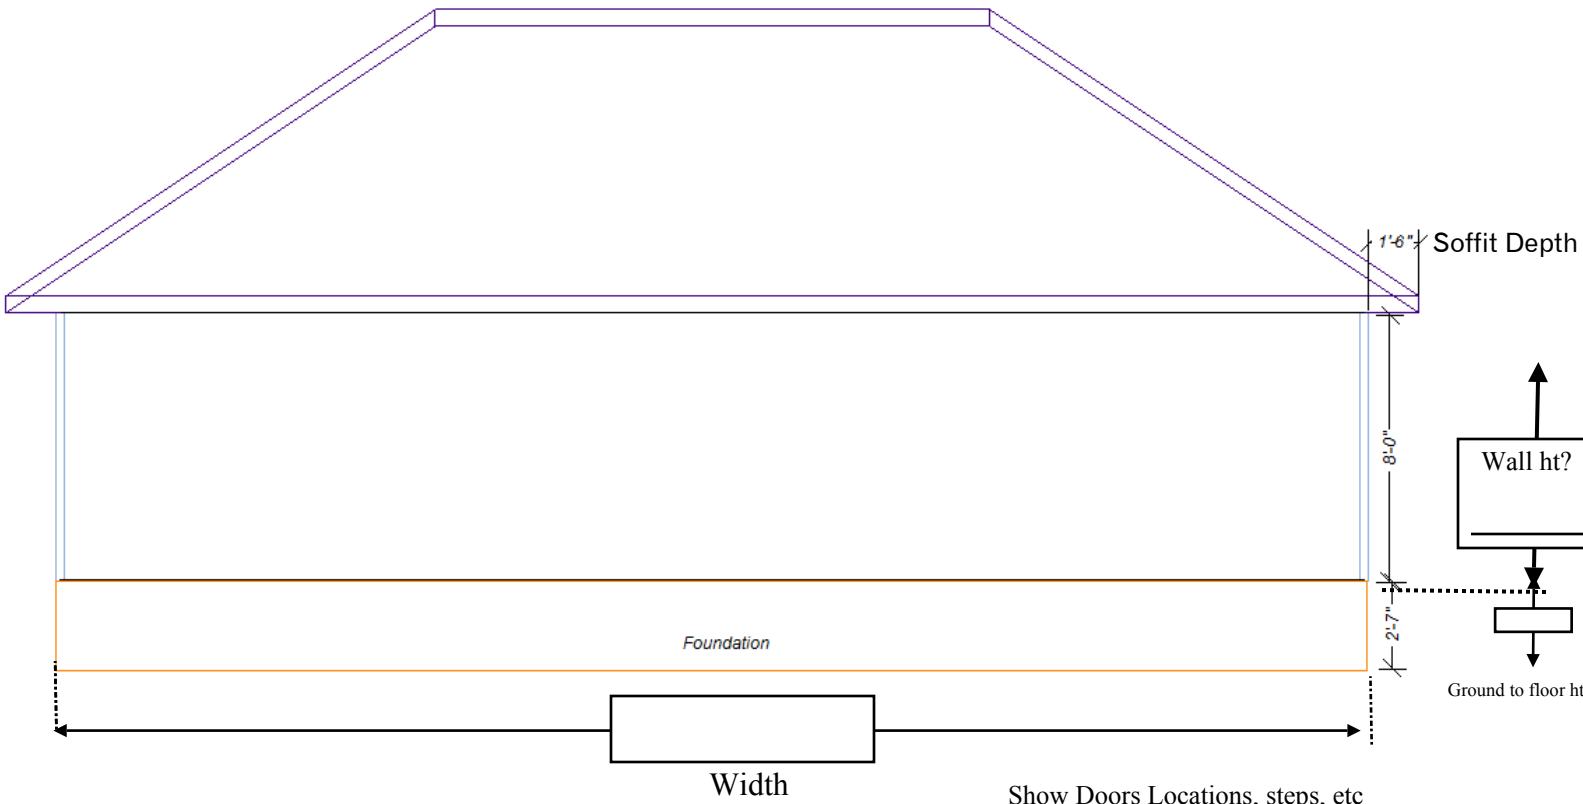 1'-6"
Soffit Depth
8'-0"
Wall ht?
2'-7"
Foundation
Ground to floor ht
Width
Show Doors Locations, steps, etc